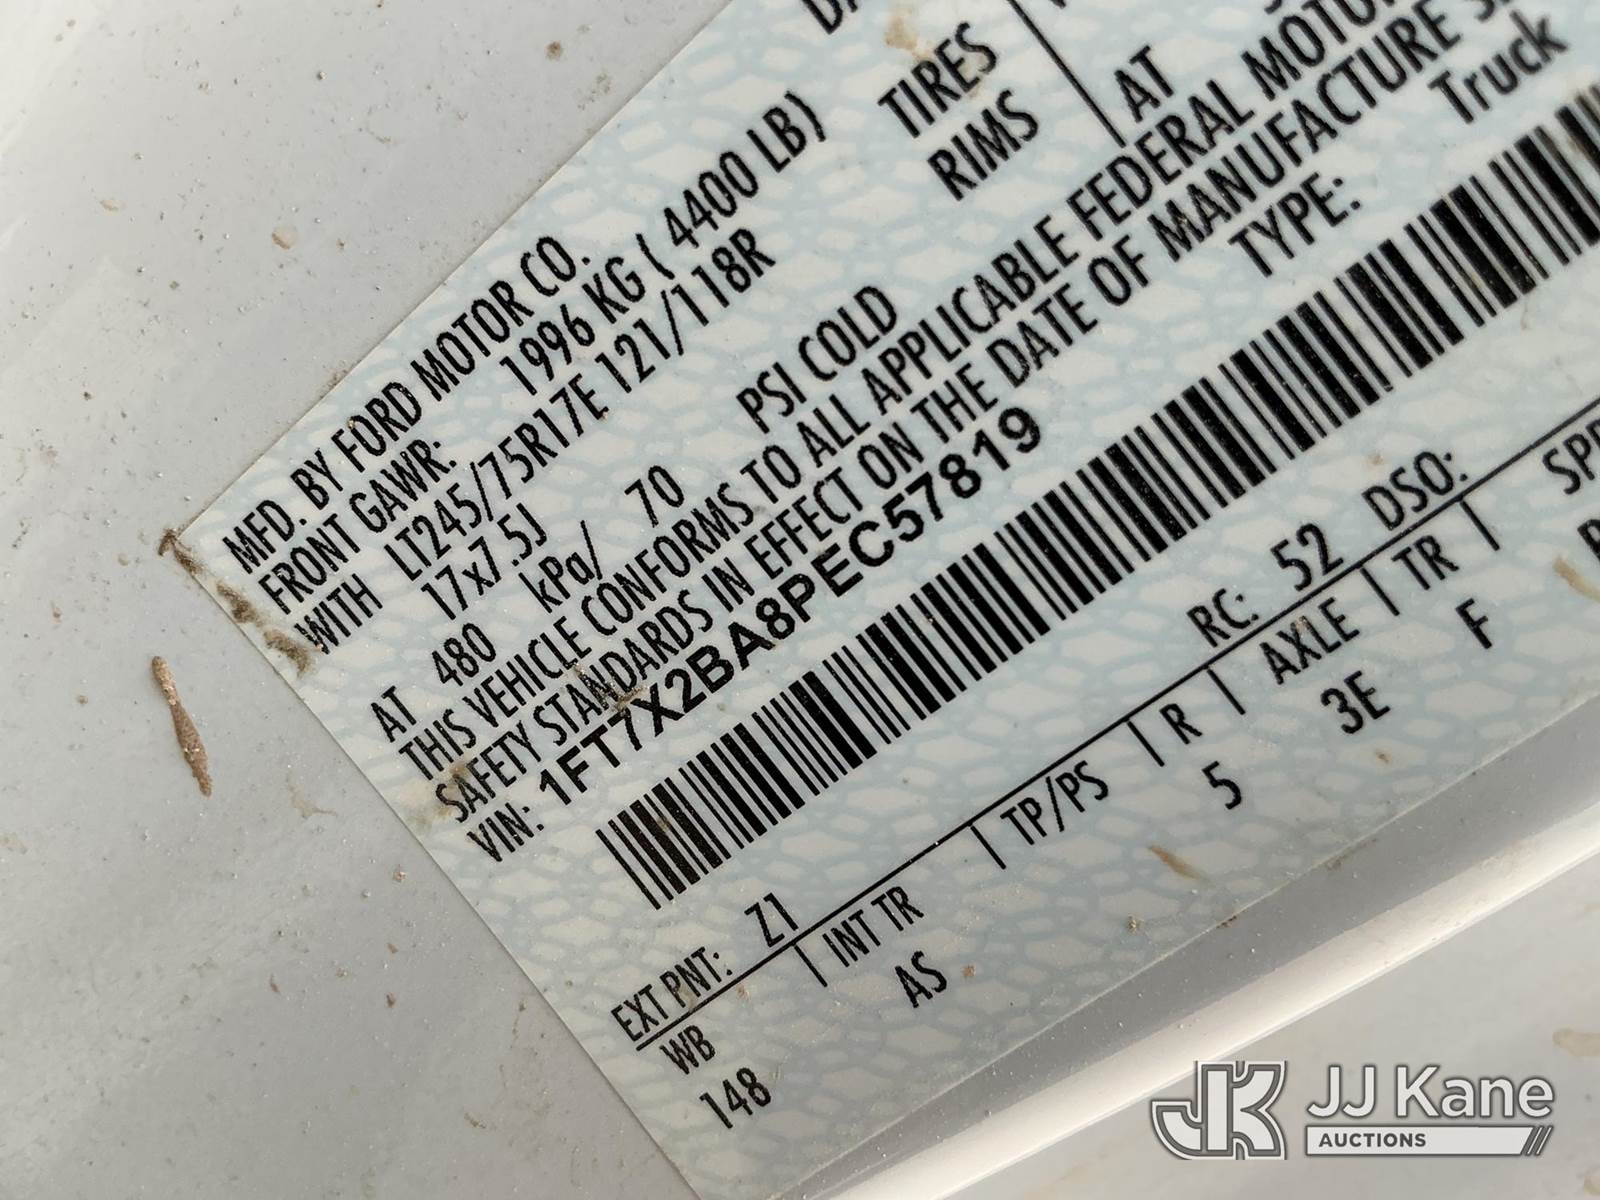 MFD. BY FORD MOTOR CO.
FRONT GAWR:
1996 KG ( 4400 LB)
WITH
LT245/75R17E 121/118R
TIRES
17x7.5J
RIMS
AT 480 kPa/ 70 PSI COLD
AT
THIS VEHICLE CONFORMS TO ALL APPLICABLE FEDERAL MOTOR
SAFETY STANDARDS IN EFFECT ON THE DATE OF MANUFACTURE
VIN: 1FT7X2BA8PEC57819
TYPE: Truck
EXT PNT: Z1 RC: 52 DSO:
WB | INT TR | TP/PS | R | AXLE | TR |
148 AS 5 3E F
JJ Kane
AUCTIONS